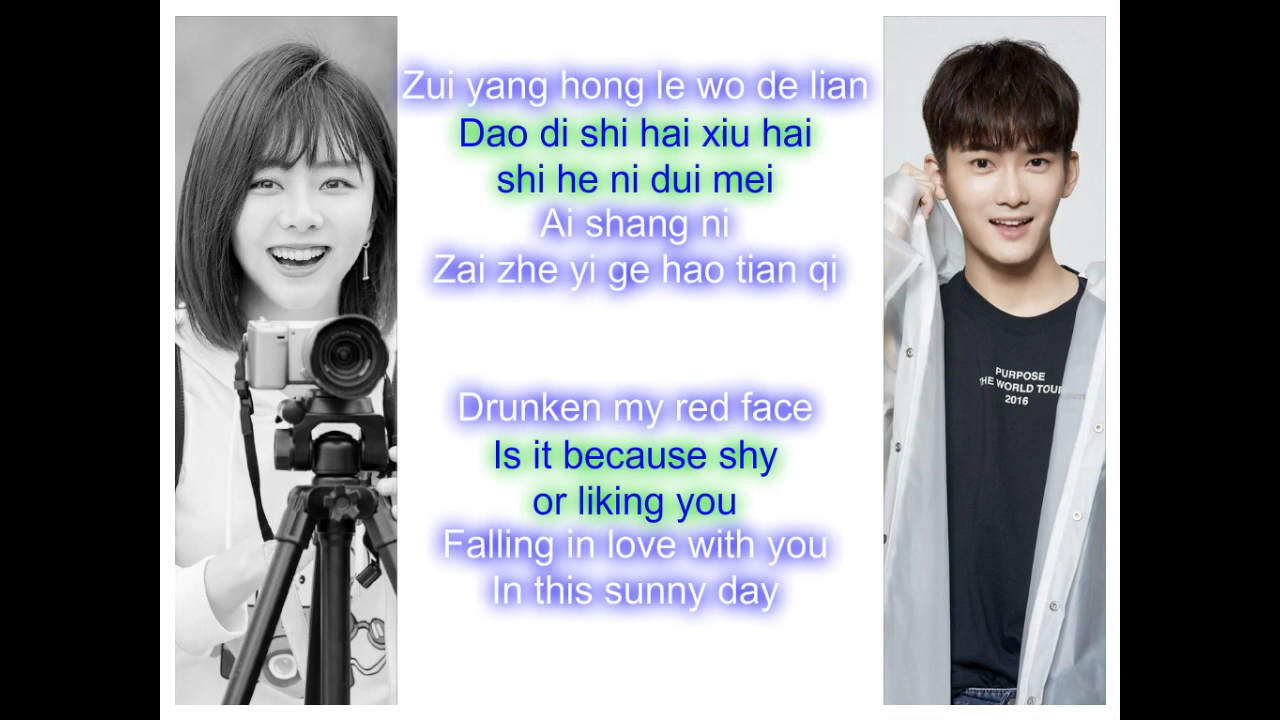 Zui yang hong le wo de lian
Dao di shi hai xiu hai
shi he ni dui mei
Ai shang ni
Zai zhe yi ge hao tian qi
Drunken my red face
Is it because shy
or liking you
Falling in love with you
In this sunny day
PURPOSE
THE WORLD TOUR
2016